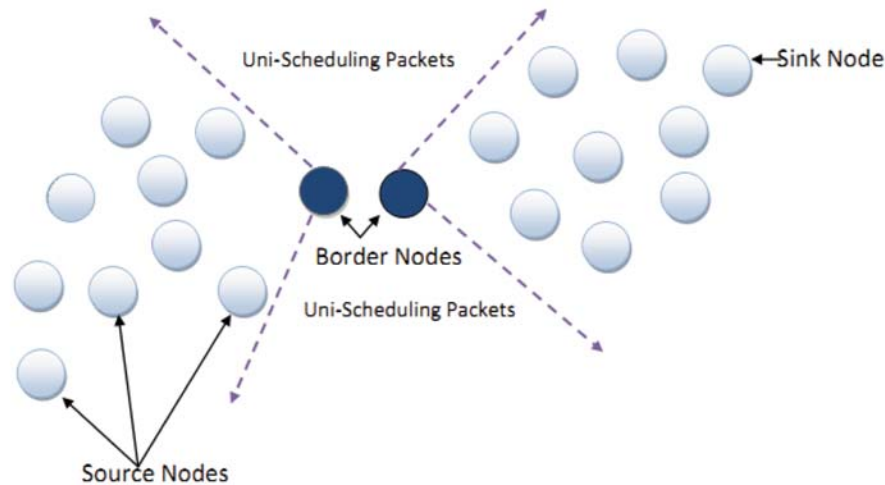 Uni-Scheduling Packets
Sink Node
Border Nodes
Uni-Scheduling Packets
Source Nodes